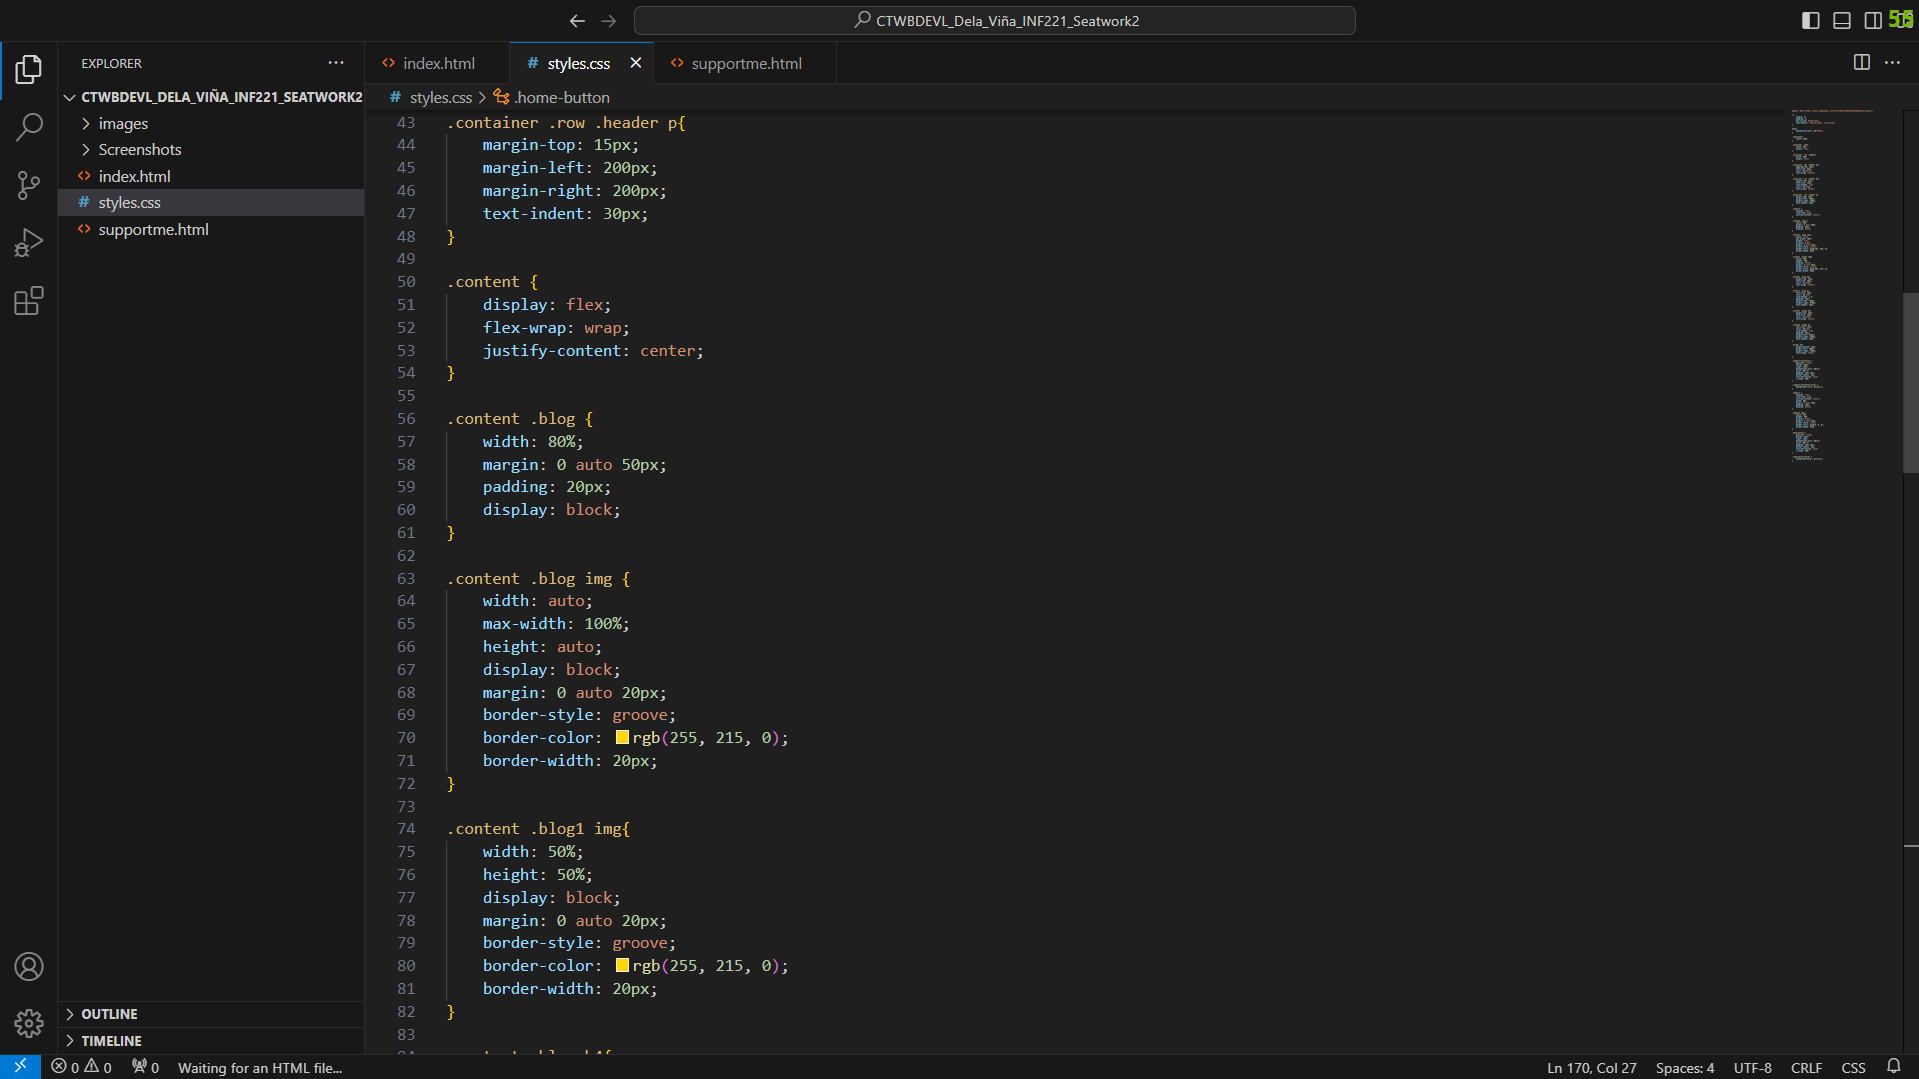 CTWBDEVL_Dela_Viña_INF221_Seatwork2
55
EXPLORER
CTWBDEVL_DELA_VIÑA_INF221_SEATWORK2
images
Screenshots
index.html
styles.css
supportme.html
OUTLINE
TIMELINE
index.html
styles.css
supportme.html
styles.css > .home-button
43 .container .row .header p{
44 margin-top: 15px;
45 margin-left: 200px;
46 margin-right: 200px;
47 text-indent: 30px;
48 }
49
50 .content {
51 display: flex;
52 flex-wrap: wrap;
53 justify-content: center;
54 }
55
56 .content .blog {
57 width: 80%;
58 margin: 0 auto 50px;
59 padding: 20px;
60 display: block;
61 }
62
63 .content .blog img {
64 width: auto;
65 max-width: 100%;
66 height: auto;
67 display: block;
68 margin: 0 auto 20px;
69 border-style: groove;
70 border-color: rgb(255, 215, 0);
71 border-width: 20px;
72 }
73
74 .content .blog1 img{
75 width: 50%;
76 height: 50%;
77 display: block;
78 margin: 0 auto 20px;
79 border-style: groove;
80 border-color: rgb(255, 215, 0);
81 border-width: 20px;
82 }
83
0 0 0 Waiting for an HTML file... Ln 170, Col 27 Spaces: 4 UTF-8 CRLF CSS